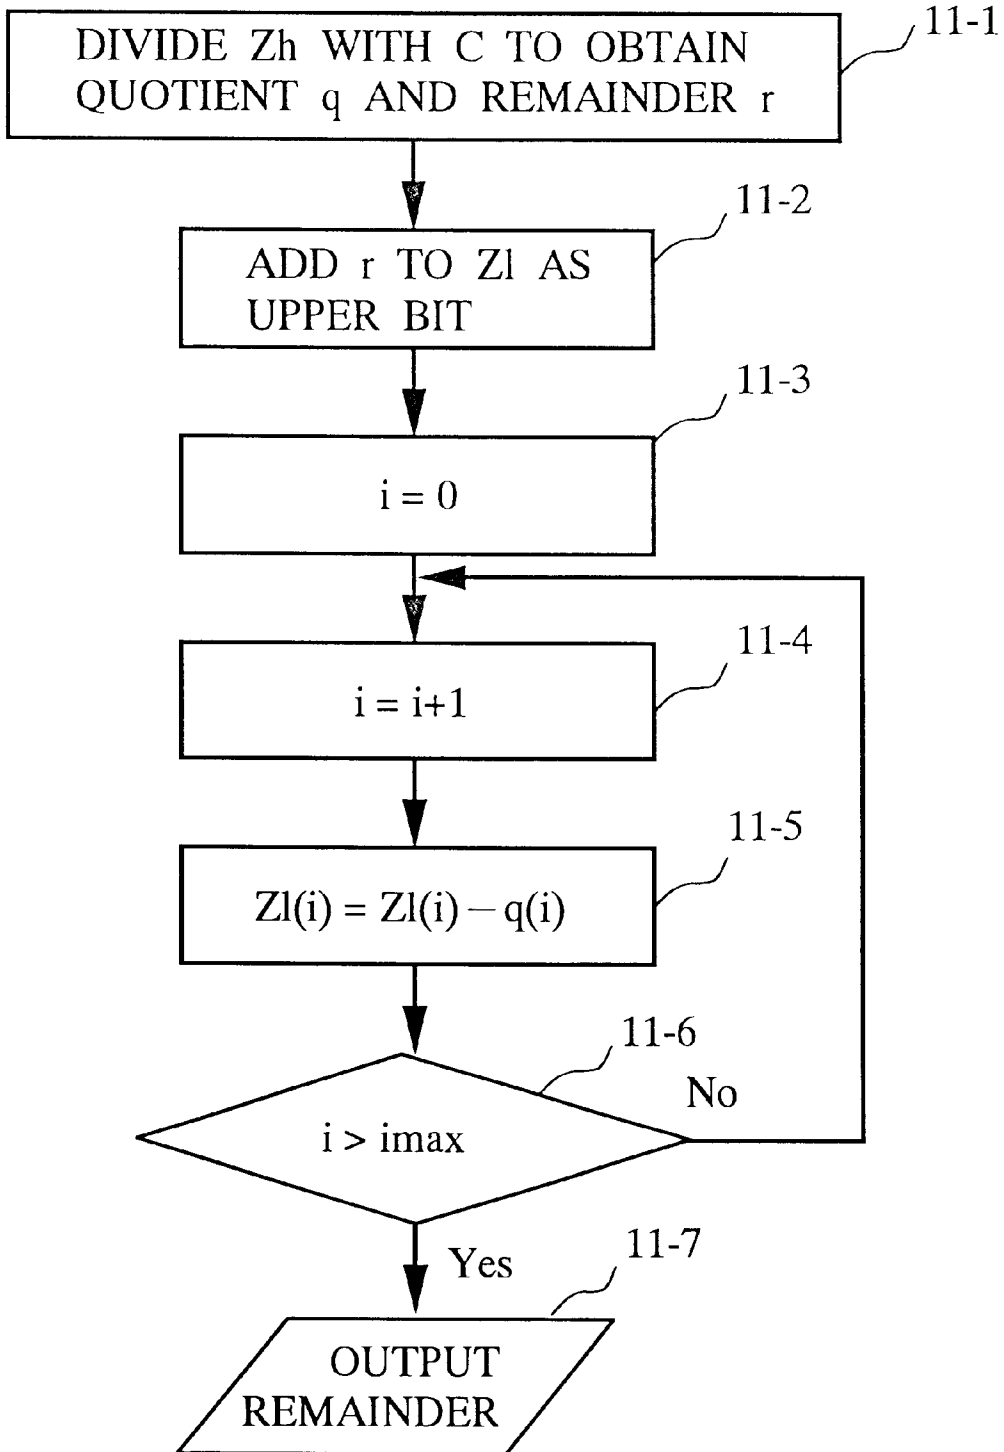 11-1
DIVIDE Zh WITH C TO OBTAIN
QUOTIENT q AND REMAINDER r
11-2
ADD r TO Zl AS
UPPER BIT
11-3
i = 0
11-4
i = i+1
11-5
Zl(i) = Zl(i) — q(i)
11-6
i > imax
No
Yes
11-7
OUTPUT
REMAINDER